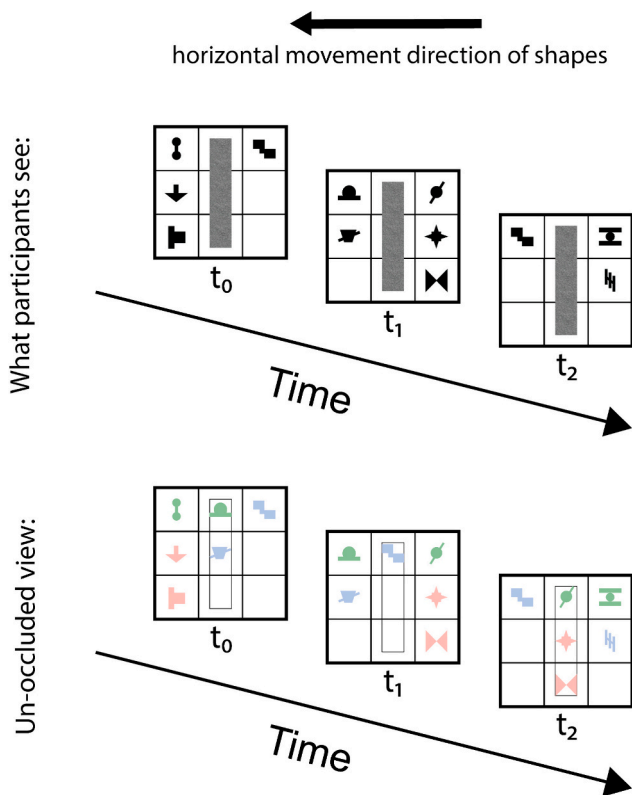 horizontal movement direction of shapes
What participants see:
t₀
t₁
t₂
Time
Un-occluded view:
t₀
t₁
t₂
Time